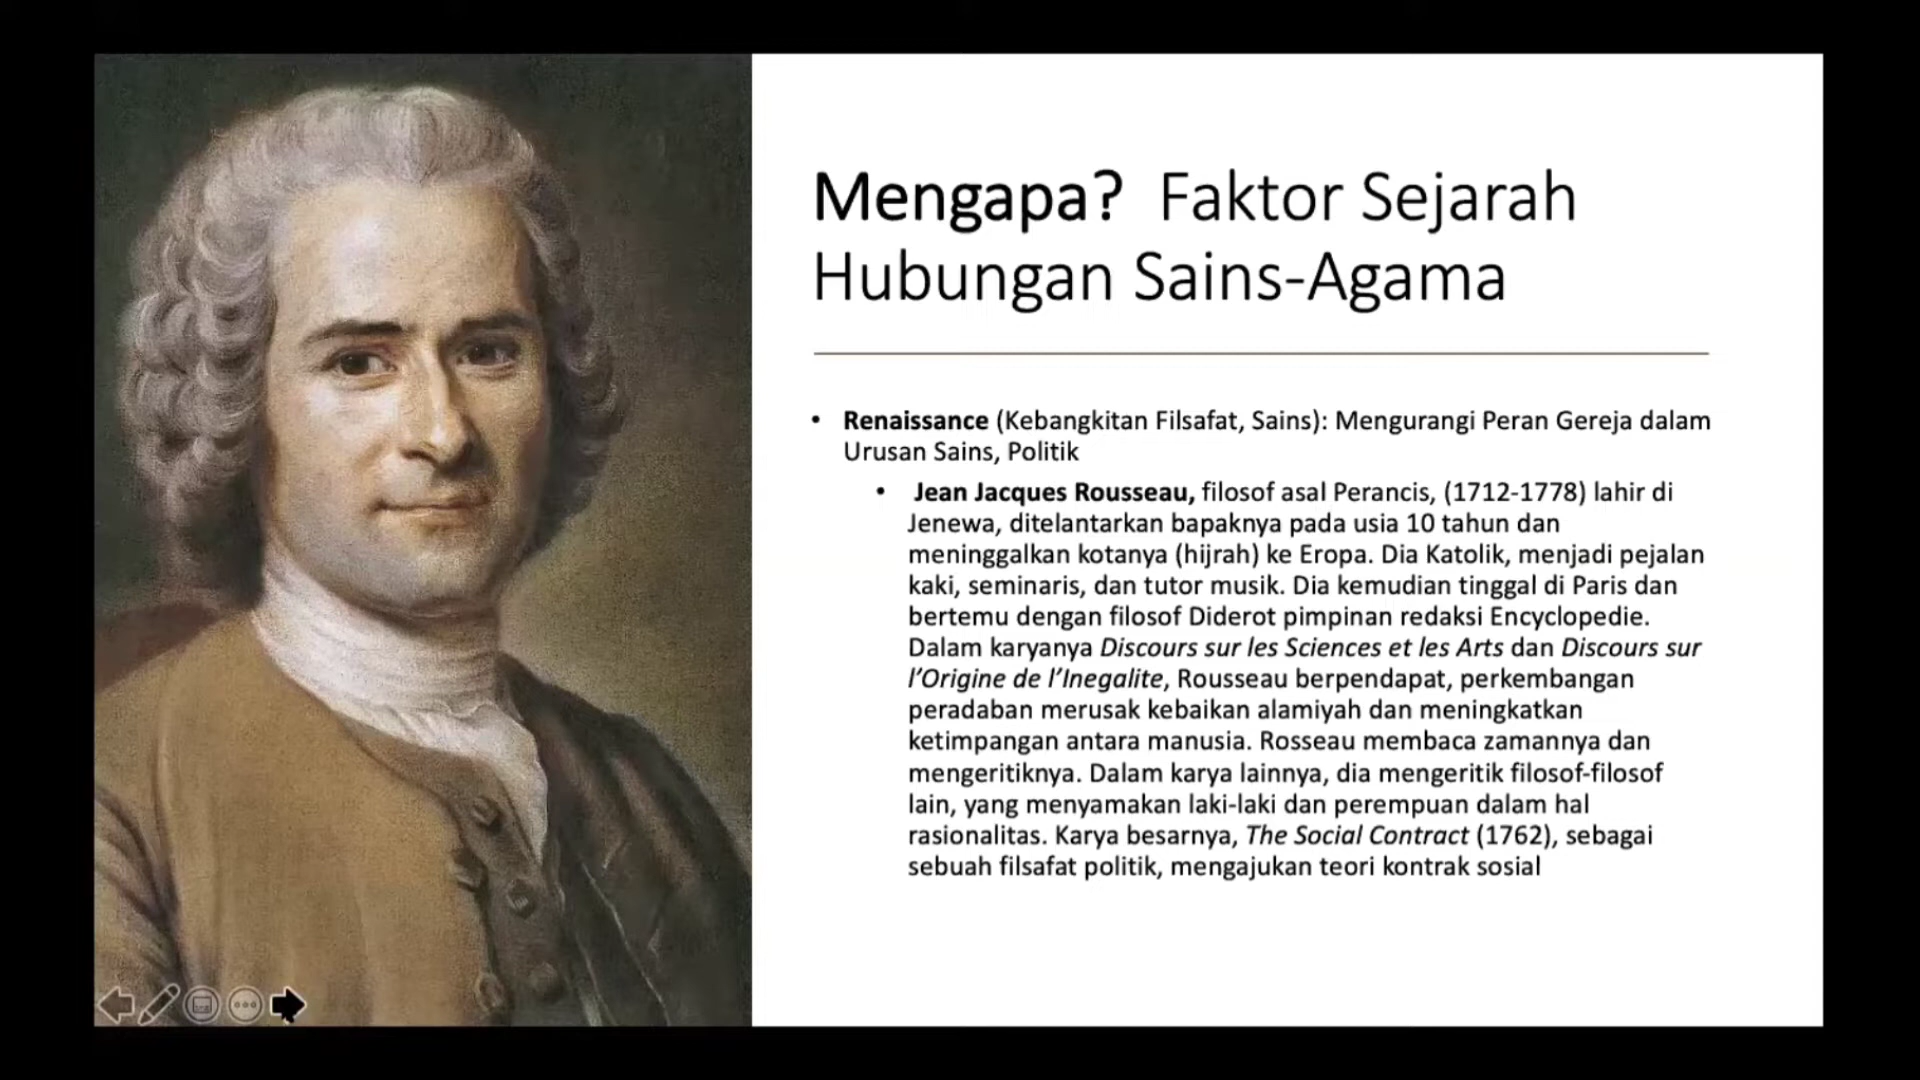 Mengapa?  Faktor Sejarah
Hubungan Sains-Agama
• Renaissance (Kebangkitan Filsafat, Sains): Mengurangi Peran Gereja dalam
Urusan Sains, Politik
• Jean Jacques Rousseau, filosof asal Perancis, (1712-1778) lahir di
Jenewa, ditelantarkan bapaknya pada usia 10 tahun dan
meninggalkan kotanya (hijrah) ke Eropa. Dia Katolik, menjadi pejalan
kaki, seminaris, dan tutor musik. Dia kemudian tinggal di Paris dan
bertemu dengan filosof Diderot pimpinan redaksi Encyclopedie.
Dalam karyanya Discours sur les Sciences et les Arts dan Discours sur
l’Origine de l’Inegalite, Rousseau berpendapat, perkembangan
peradaban merusak kebaikan alamiyah dan meningkatkan
ketimpangan antara manusia. Rosseau membaca zamannya dan
mengeritiknya. Dalam karya lainnya, dia mengeritik filosof-filosof
lain, yang menyamakan laki-laki dan perempuan dalam hal
rasionalitas. Karya besarnya, The Social Contract (1762), sebagai
sebuah filsafat politik, mengajukan teori kontrak sosial